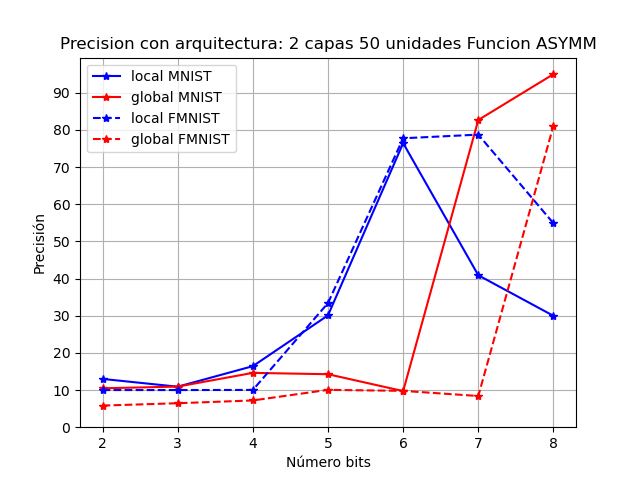 Precision con arquitectura: 2 capas 50 unidades Funcion ASYMM
local MNIST
global MNIST
local FMNIST
global FMNIST
90
80
70
60
50
40
30
20
10
0
Precisión
2 3 4 5 6 7 8
Número bits